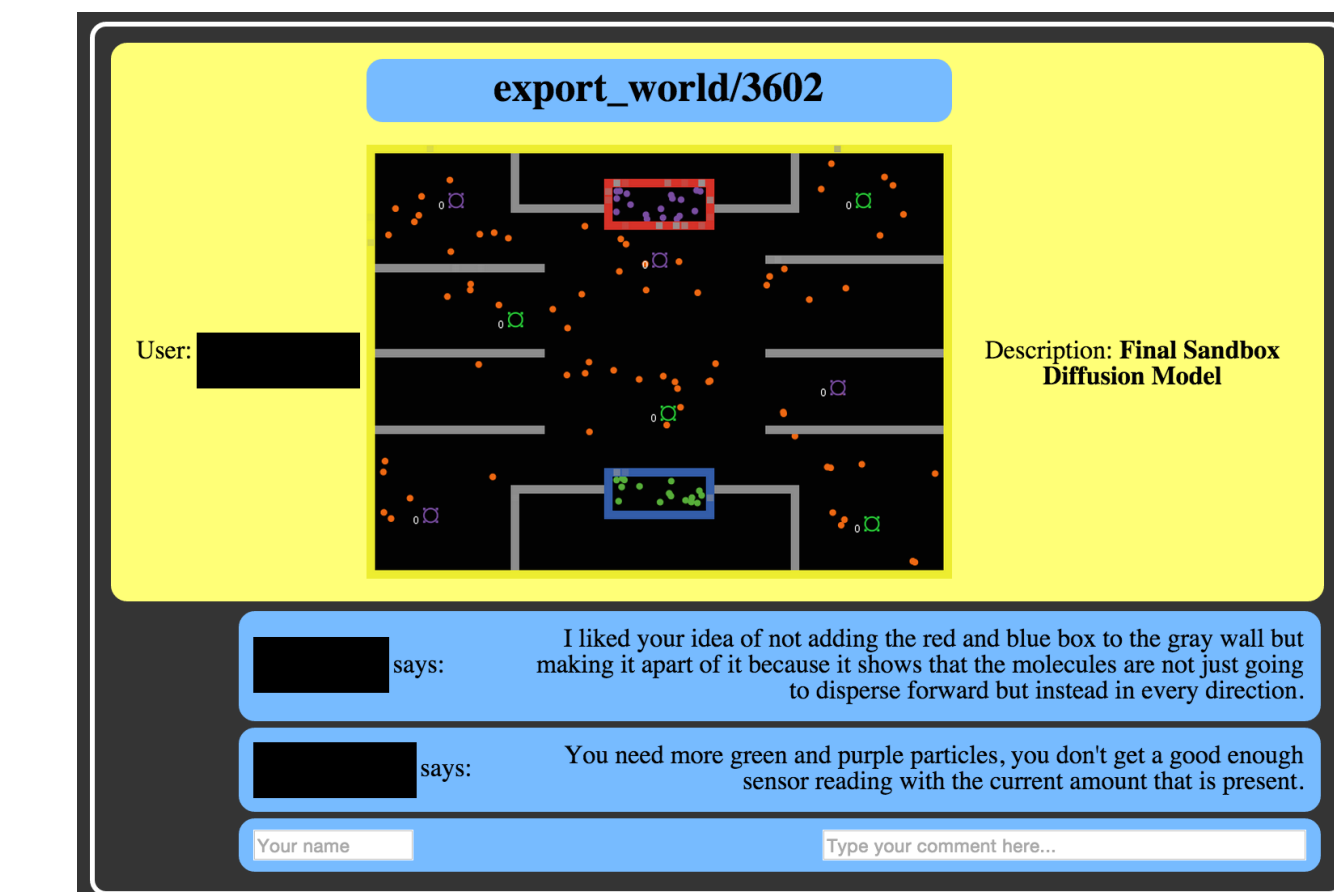 export_world/3602
0
0
0
0
0
0
0
0
User:
Description: Final Sandbox
Diffusion Model
says:
I liked your idea of not adding the red and blue box to the gray wall but
making it apart of it because it shows that the molecules are not just going
to disperse forward but instead in every direction.
says:
You need more green and purple particles, you don't get a good enough
sensor reading with the current amount that is present.
Your name
Type your comment here...